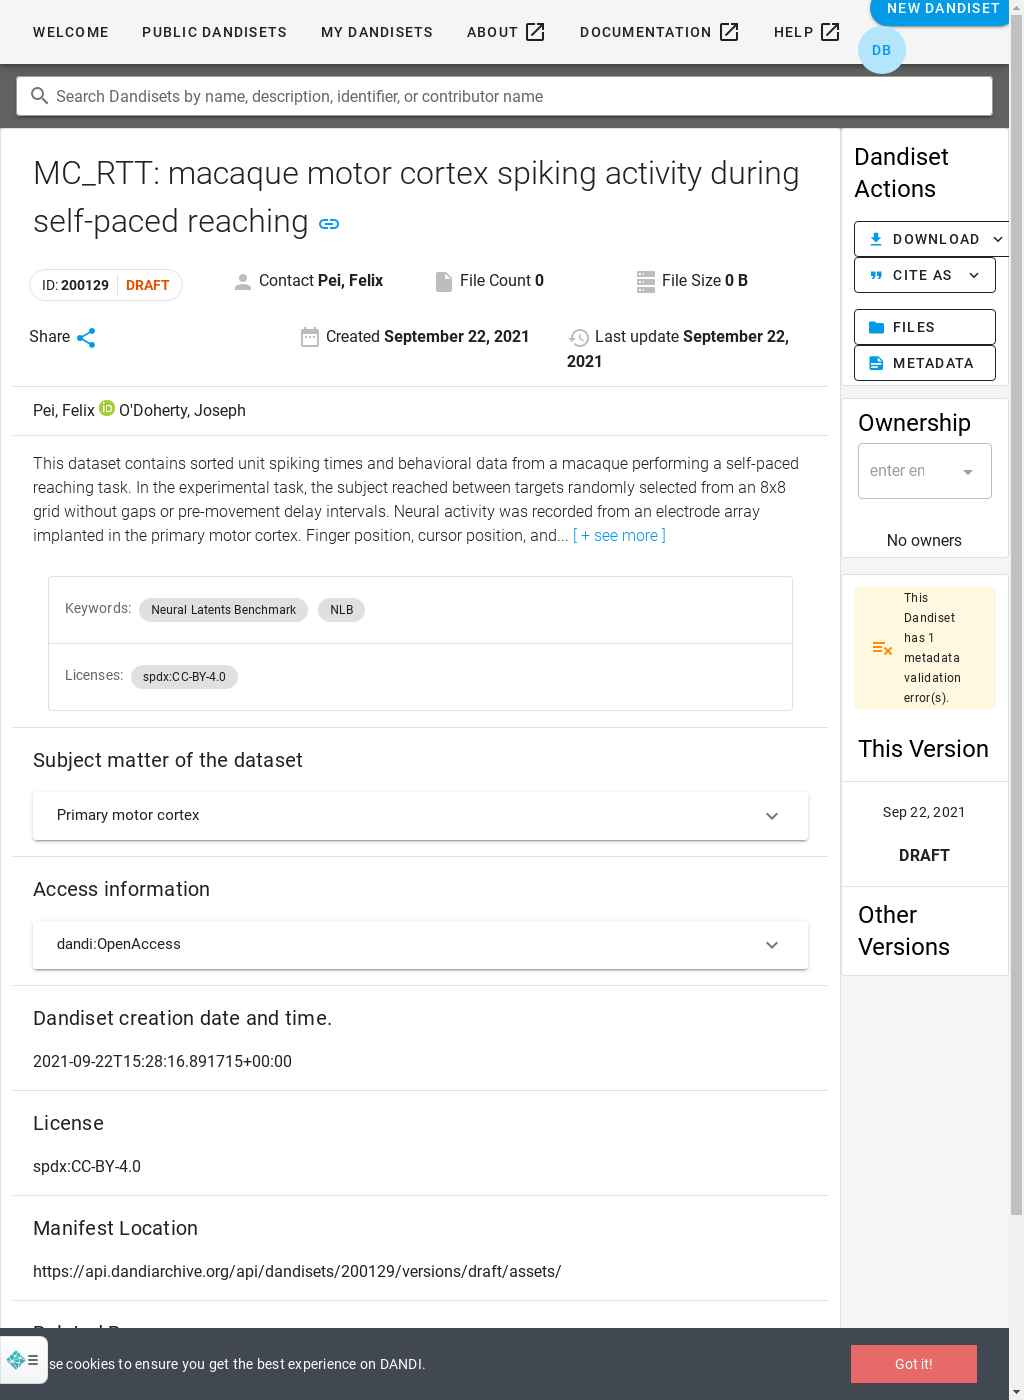 WELCOME PUBLIC DANDISETS MY DANDISETS ABOUT DOCUMENTATION HELP NEW DANDISET
DB
Search Dandisets by name, description, identifier, or contributor name
MC_RTT: macaque motor cortex spiking activity during
self-paced reaching
ID: 200129 DRAFT
Contact Pei, Felix
File Count 0
File Size 0 B
Share
Created September 22, 2021
Last update September 22,
2021
Pei, Felix iD O'Doherty, Joseph
This dataset contains sorted unit spiking times and behavioral data from a macaque performing a self-paced
reaching task. In the experimental task, the subject reached between targets randomly selected from an 8x8
grid without gaps or pre-movement delay intervals. Neural activity was recorded from an electrode array
implanted in the primary motor cortex. Finger position, cursor position, and... [ + see more ]
Keywords: Neural Latents Benchmark NLB
Licenses: spdx:CC-BY-4.0
Subject matter of the dataset
Primary motor cortex
Access information
dandi:OpenAccess
Dandiset creation date and time.
2021-09-22T15:28:16.891715+00:00
License
spdx:CC-BY-4.0
Manifest Location
https://api.dandiarchive.org/api/dandisets/200129/versions/draft/assets/
Dandiset
Actions
DOWNLOAD
CITE AS
FILES
METADATA
Ownership
enter en
No owners
This
Dandiset
has 1
metadata
validation
error(s).
This Version
Sep 22, 2021
DRAFT
Other
Versions
se cookies to ensure you get the best experience on DANDI.
Got it!